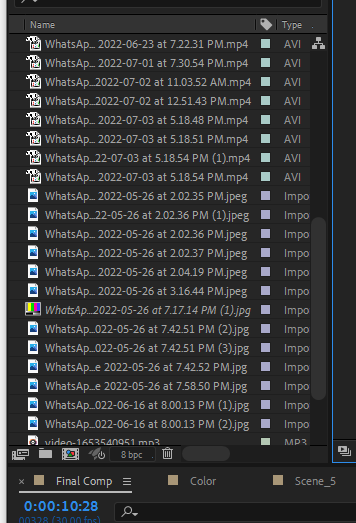 Name Type
WhatsAp... 2022-06-23 at 7.22.31 PM.mp4 AVI
WhatsAp... 2022-07-01 at 7.30.54 PM.mp4 AVI
WhatsAp...2022-07-02 at 11.03.52 AM.mp4 AVI
WhatsAp...2022-07-02 at 12.51.43 PM.mp4 AVI
WhatsAp... 2022-07-03 at 5.18.48 PM.mp4 AVI
WhatsAp... 2022-07-03 at 5.18.51 PM.mp4 AVI
WhatsAp...22-07-03 at 5.18.54 PM (1).mp4 AVI
WhatsAp... 2022-07-03 at 5.18.54 PM.mp4 AVI
WhatsAp... 2022-05-26 at 2.02.35 PM.jpeg Impo
WhatsAp...22-05-26 at 2.02.36 PM (1).jpeg Impo
WhatsAp... 2022-05-26 at 2.02.36 PM.jpeg Impo
WhatsAp... 2022-05-26 at 2.02.37 PM.jpeg Impo
WhatsAp... 2022-05-26 at 2.04.19 PM.jpeg Impo
WhatsAp... 2022-05-26 at 3.16.44 PM.jpeg Impo
WhatsAp...2022-05-26 at 7.17.14 PM (1).jpg Impo
WhatsAp...022-05-26 at 7.42.51 PM (2).jpg Impo
WhatsAp...022-05-26 at 7.42.51 PM (3).jpg Impo
WhatsAp...e 2022-05-26 at 7.42.52 PM.jpg Impo
WhatsAp...e 2022-05-26 at 7.58.50 PM.jpg Impo
WhatsAp...022-06-16 at 8.00.13 PM (1).jpg Impo
WhatsAp...022-06-16 at 8.00.13 PM (2).jpg Impo
video-1653540951.mp3 MP3
8 bpc
× Final Comp Color Scene_5
0:00:10:28
00328 (30.00 fps)